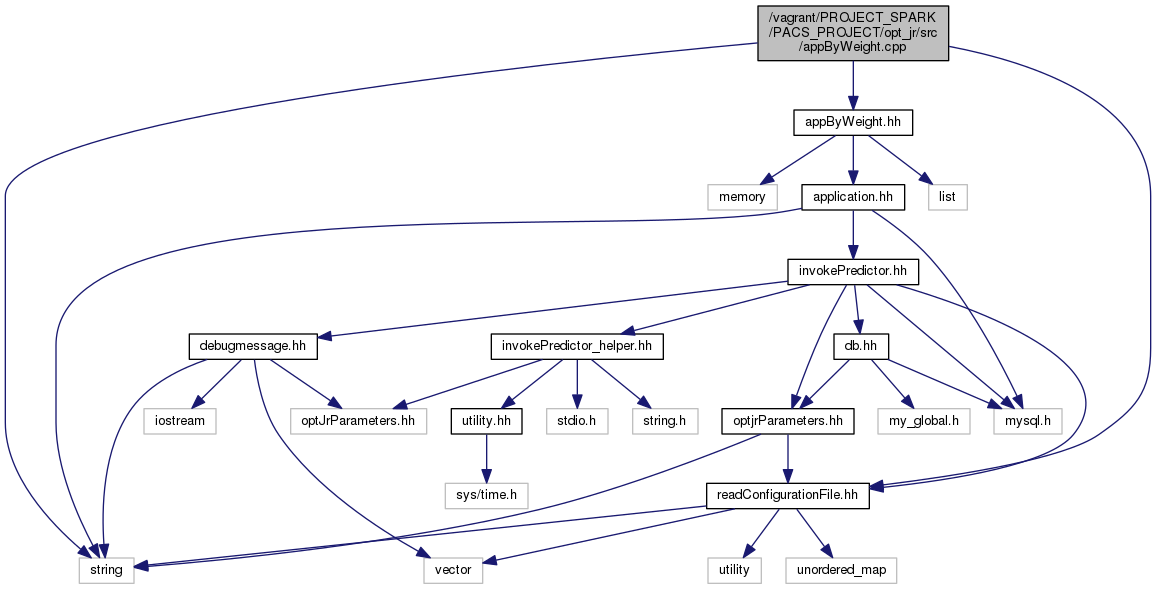 /vagrant/PROJECT_SPARK
/PACS_PROJECT/opt_jr/src
/appByWeight.cpp
appByWeight.hh
memory
application.hh
list
invokePredictor.hh
debugmessage.hh
invokePredictor_helper.hh
db.hh
iostream
optJrParameters.hh
utility.hh
stdio.h
string.h
optjrParameters.hh
my_global.h
mysql.h
sys/time.h
readConfigurationFile.hh
string
vector
utility
unordered_map